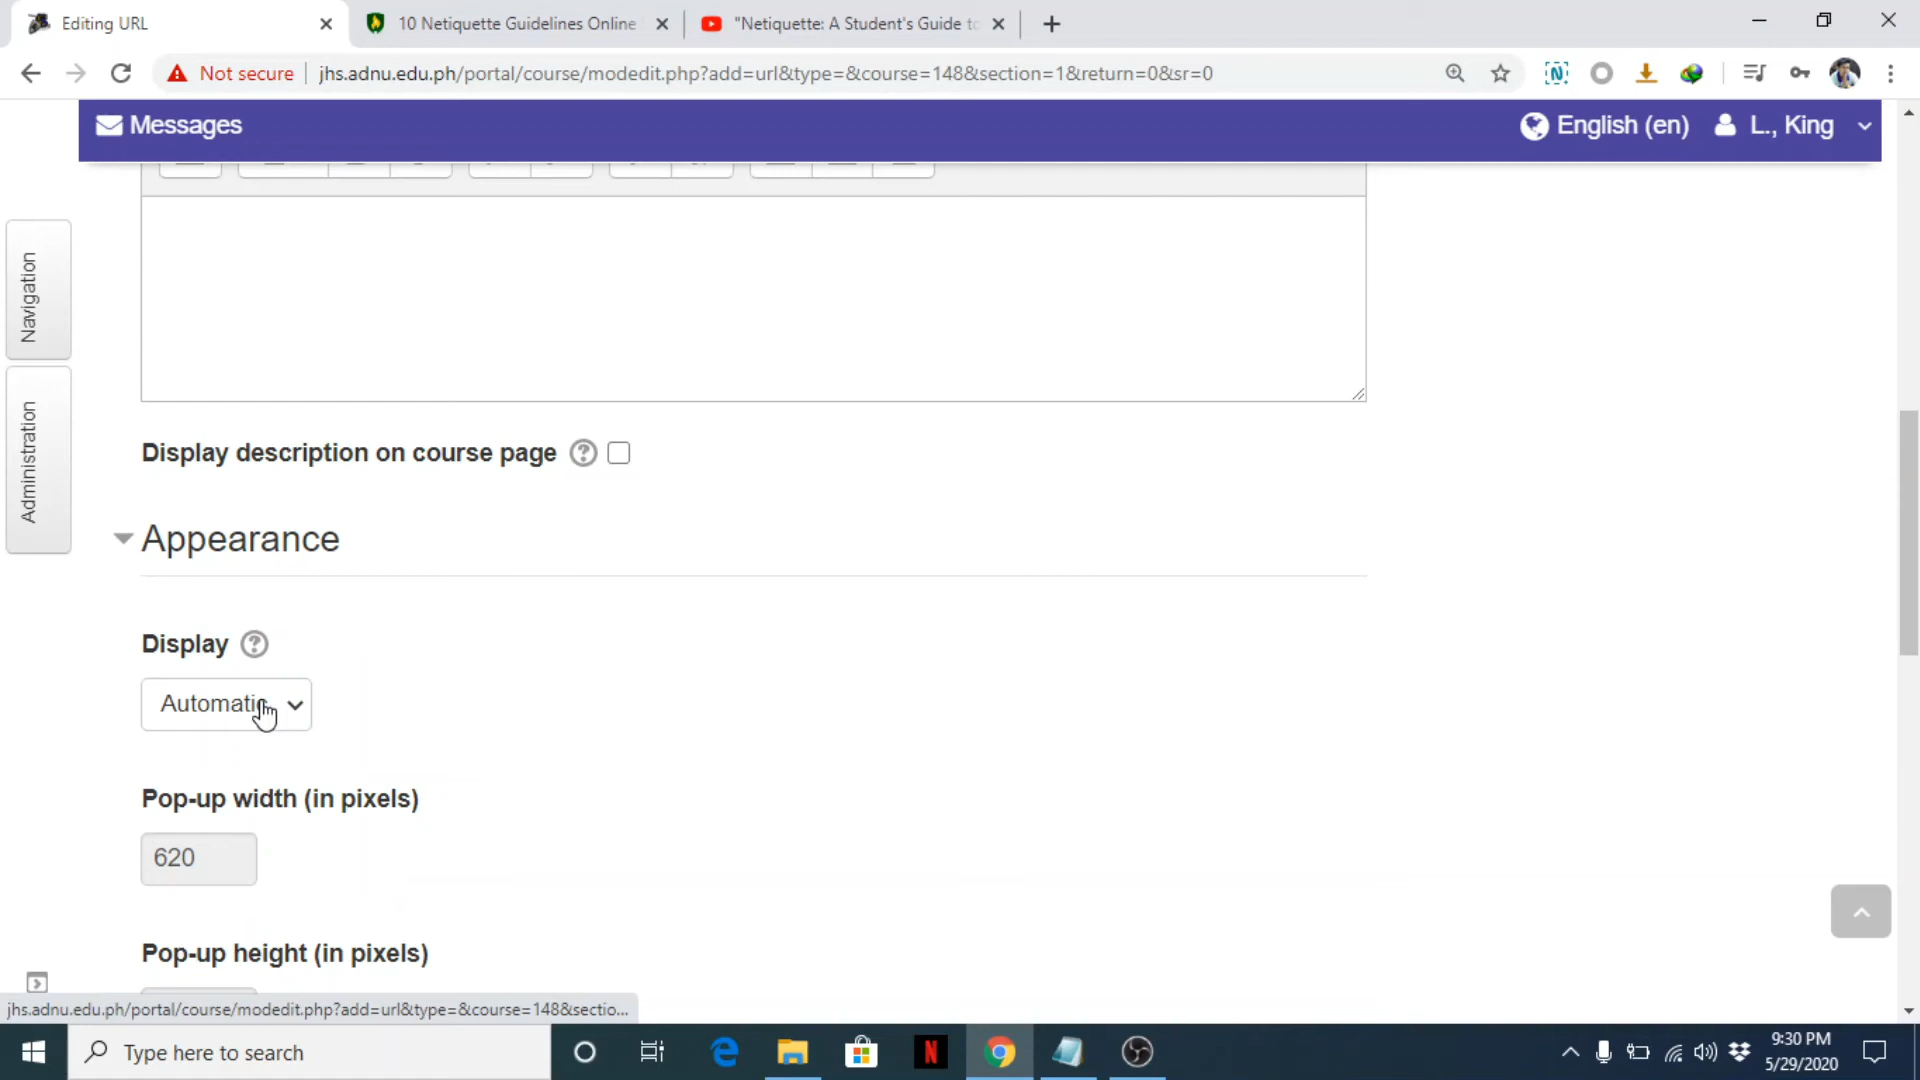 Editing URL
10 Netiquette Guidelines Online
"Netiquette: A Student's Guide to
Not secure
jhs.adnu.edu.ph/portal/course/modedit.php?add=url&type=&course=148&section=1&return=0&sr=0
Messages
English (en)
L., King
Navigation
Administration
Display description on course page
Appearance
Display
Automatic
Pop-up width (in pixels)
620
Pop-up height (in pixels)
jhs.adnu.edu.ph/portal/course/modedit.php?add=url&type=&course=148&sectio...
Type here to search
9:30 PM
5/29/2020